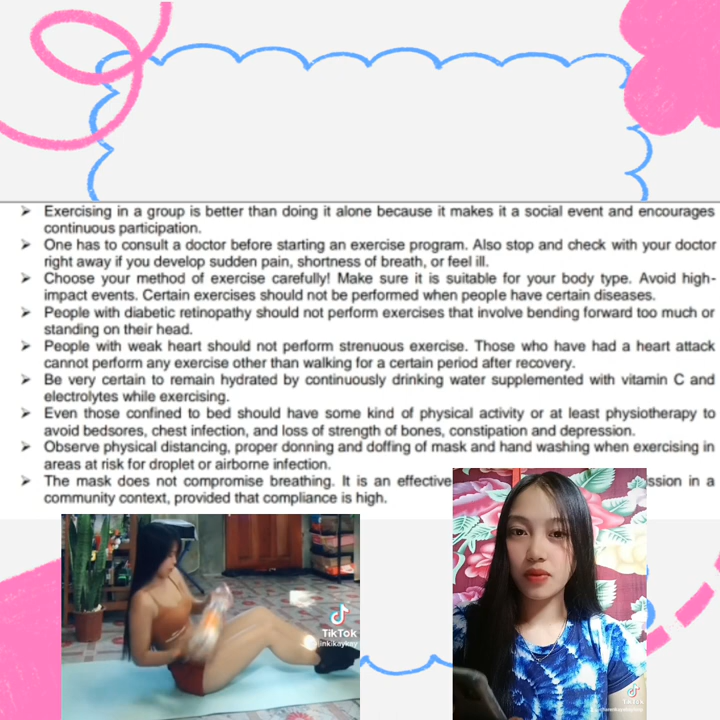 ➢ Exercising in a group is better than doing it alone because it makes it a social event and encourages
continuous participation.
➢ One has to consult a doctor before starting an exercise program. Also stop and check with your doctor
right away if you develop sudden pain, shortness of breath, or feel ill.
➢ Choose your method of exercise carefully! Make sure it is suitable for your body type. Avoid high-
impact events. Certain exercises should not be performed when people have certain diseases.
➢ People with diabetic retinopathy should not perform exercises that involve bending forward too much or
standing on their head.
➢ People with weak heart should not perform strenuous exercise. Those who have had a heart attack
cannot perform any exercise other than walking for a certain period after recovery.
➢ Be very certain to remain hydrated by continuously drinking water supplemented with vitamin C and
electrolytes while exercising.
➢ Even those confined to bed should have some kind of physical activity or at least physiotherapy to
avoid bedsores, chest infection, and loss of strength of bones, constipation and depression.
➢ Observe physical distancing, proper donning and doffing of mask and hand washing when exercising in
areas at risk for droplet or airborne infection.
➢ The mask does not compromise breathing. It is an effective ssion in a
community context, provided that compliance is high.
TikTok
TikTok